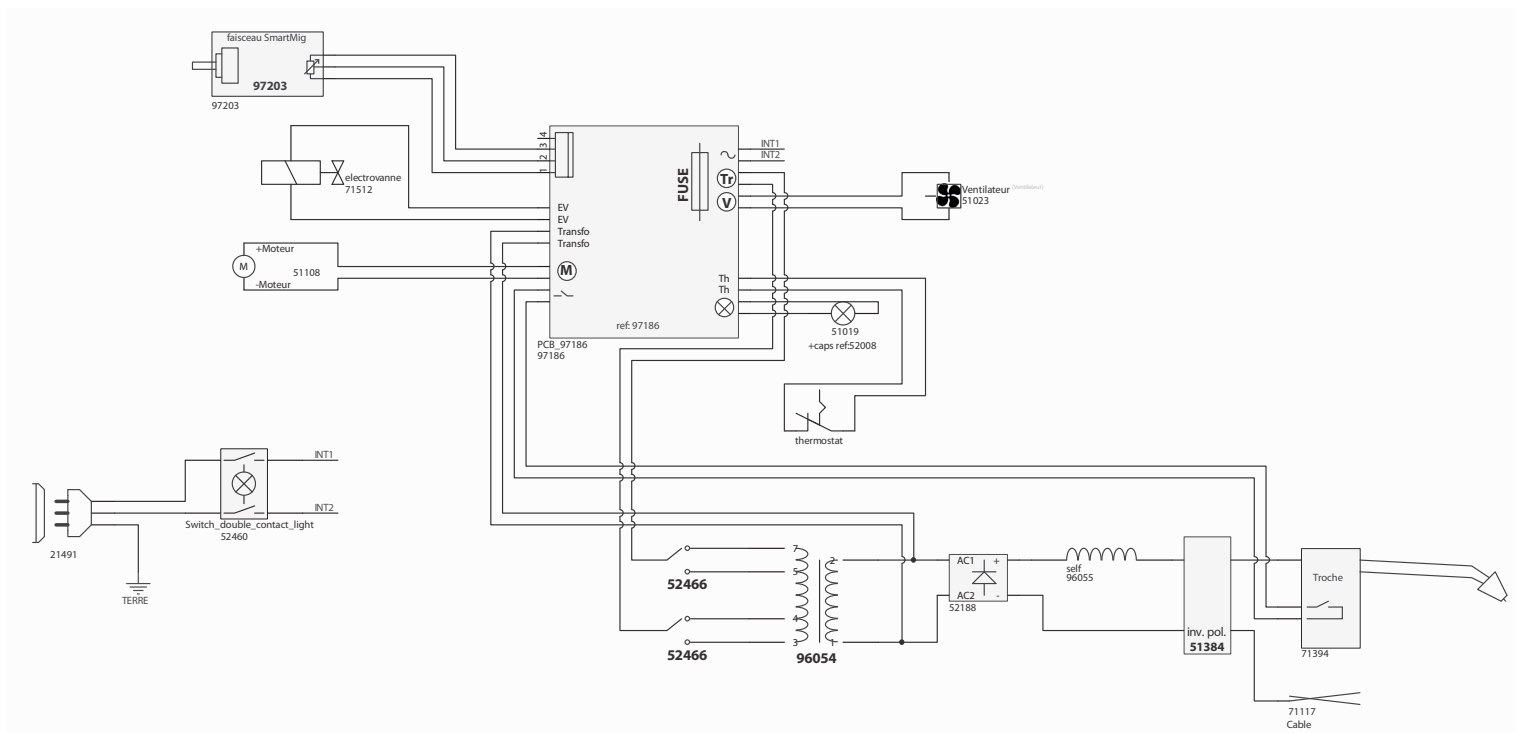 faisceau SmartMig
97203
97203
4
3
2
1
electrovanne
71512
EV
EV
Transfo
Transfo
+Moteur
M
51108
-Moteur
M
FUSE
INT1
INT2
Tr
V
Ventilateur (Ventilateur)
51023
Th
Th
ref: 97186
PCB_97186
97186
51019
+caps ref:52008
thermostat
INT1
INT2
Switch_double_contact_light
52460
21491
TERRE
52466
52466
7
5
4
3
2
1
96054
AC1 +
AC2 -
52188
self
96055
inv. pol.
51384
Troche
71394
71117
Cable